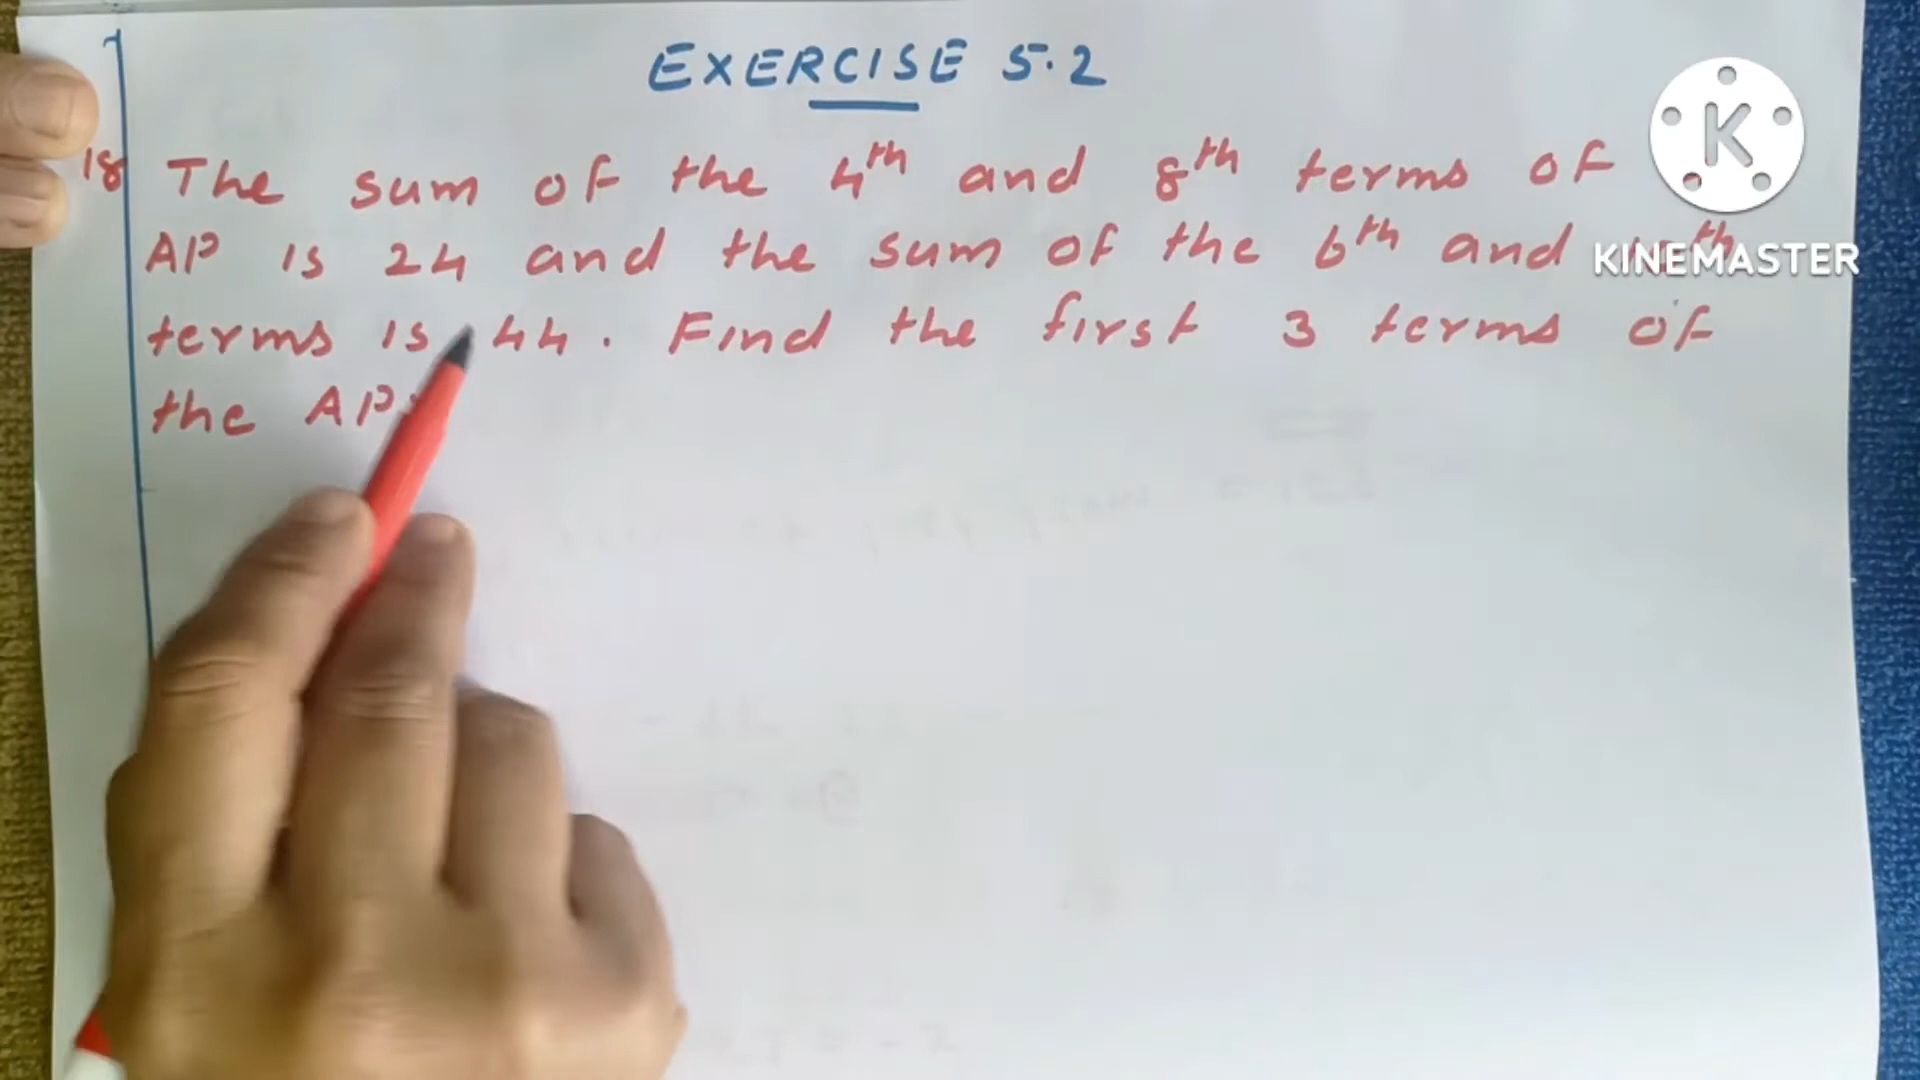 EXERCISE 5.2
18 The sum of the 4th and 8th terms of
AP is 24 and the sum of the 6th and
terms is 44. Find the first 3 terms of
the AP.
K
KINEMASTER